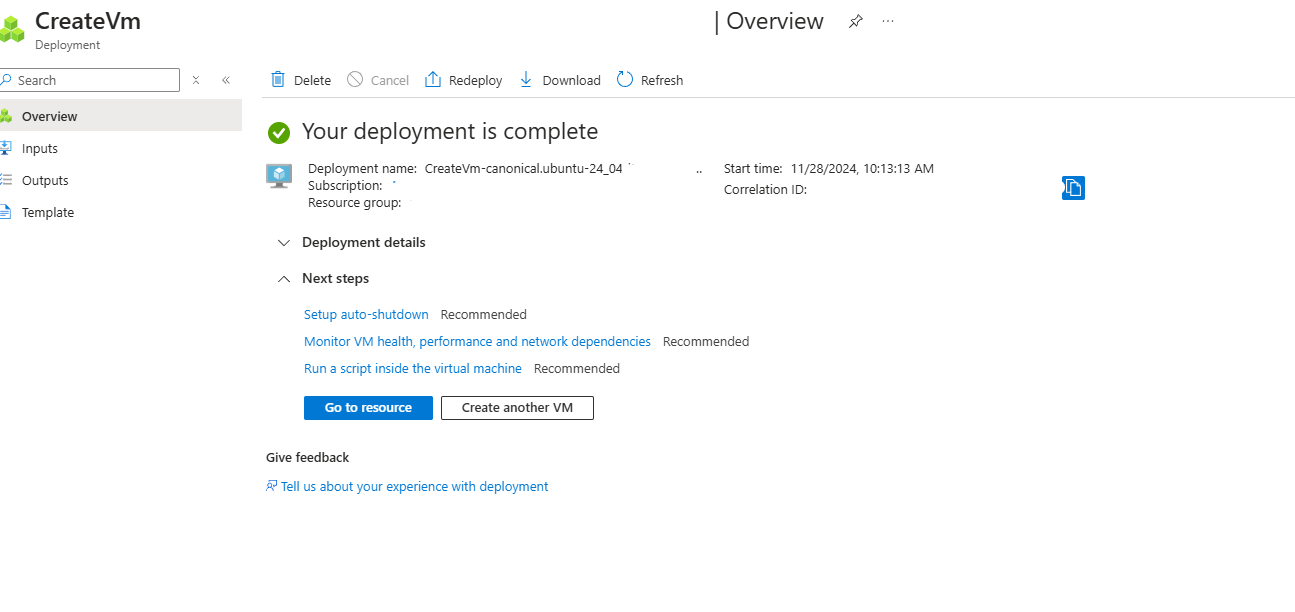 CreateVm
Deployment
| Overview
...
Search
Overview
Inputs
Outputs
Template
Delete
Cancel
Redeploy
Download
Refresh
Your deployment is complete
Deployment name: CreateVm-canonical.ubuntu-24_04 ..
Subscription:
Resource group:
Start time: 11/28/2024, 10:13:13 AM
Correlation ID:
Deployment details
Next steps
Setup auto-shutdown Recommended
Monitor VM health, performance and network dependencies Recommended
Run a script inside the virtual machine Recommended
Go to resource
Create another VM
Give feedback
Tell us about your experience with deployment